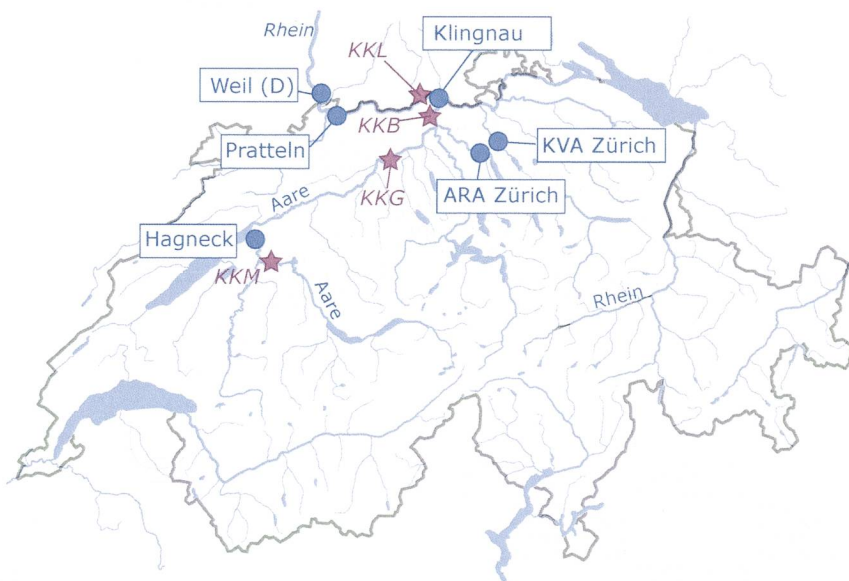 Rhein
KKL
Klingnau
Weil (D)
KKB
Pratteln
KVA Zürich
KKG
ARA Zürich
Aare
Hagneck
KKM
Aare
Rhein